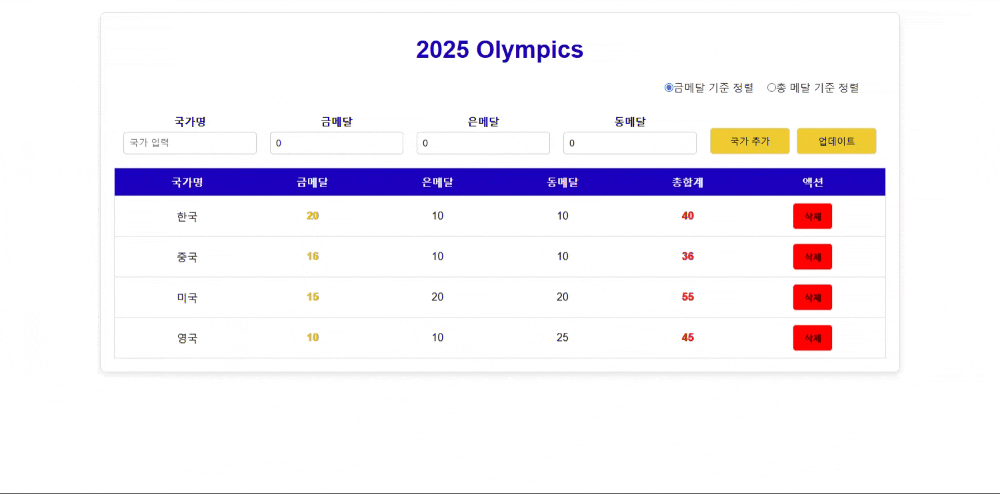 2025 Olympics
금메달 기준 정렬 총 메달 기준 정렬
국가명 금메달 은메달 동메달
국가 입력 0 0 0 국가 추가 업데이트
국가명 금메달 은메달 동메달 총합계 액션
한국 20 10 10 40 삭제
중국 16 10 10 36 삭제
미국 15 20 20 55 삭제
영국 10 10 25 45 삭제